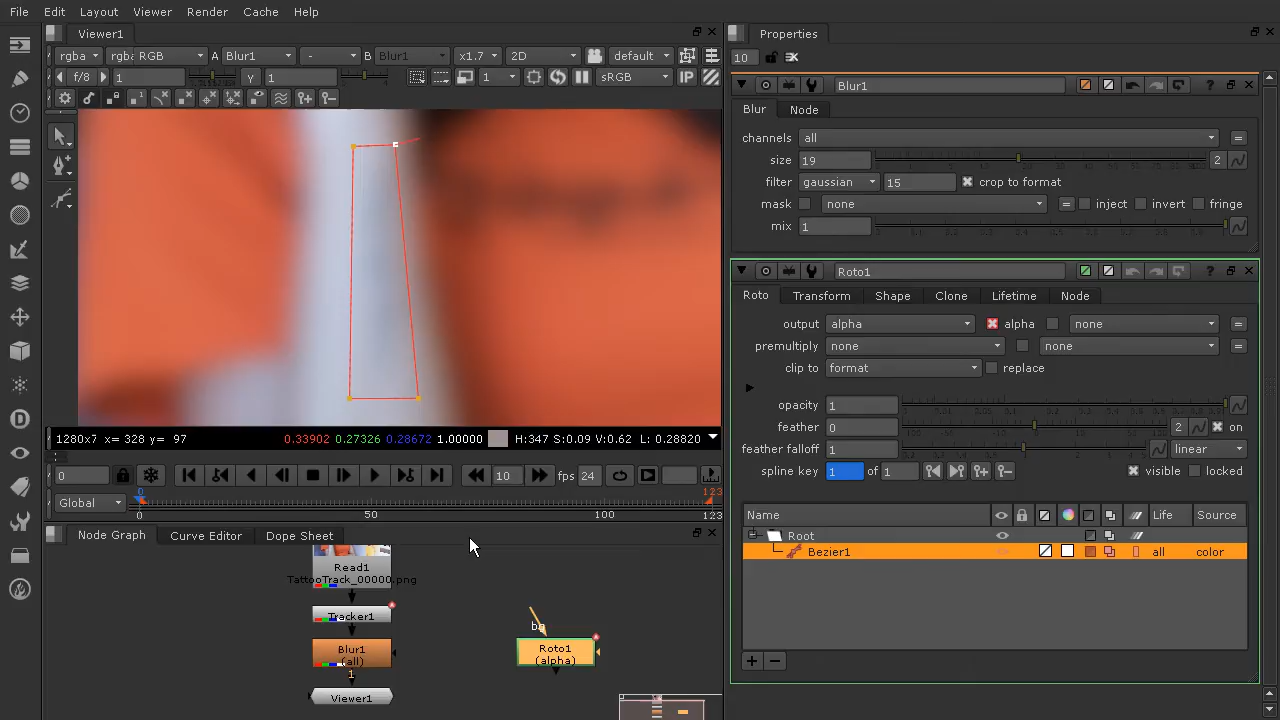 File Edit Layout Viewer Render Cache Help
Viewer1
rgba rgb RGB A Blur1 - B Blur1 x1.7 2D default
f/8 1 Y 1 1 sRGB IP
1280x7 x= 328 y= 97 0.33902 0.27326 0.28672 1.00000 H:347 S:0.09 V:0.62 L: 0.28820
0 10 fps 24
Global 0 0 50 100 123 123
Node Graph Curve Editor Dope Sheet
Read1
TattooTrack_00000.png
Tracker1
Blur1
(all)
1
Viewer1
bg
Roto1
(alpha)
Properties
10
Blur1
Blur Node
channels all =
size 19 2
filter gaussian 15 crop to format
mask none = inject invert fringe
mix 1
Roto1
Roto Transform Shape Clone Lifetime Node
output alpha alpha none =
premultiply none none =
clip to format replace
opacity 1
feather 0 2 on
feather falloff 1 linear
spline key 1 of 1 visible locked
Name Life Source
Root
Bezier1 all color